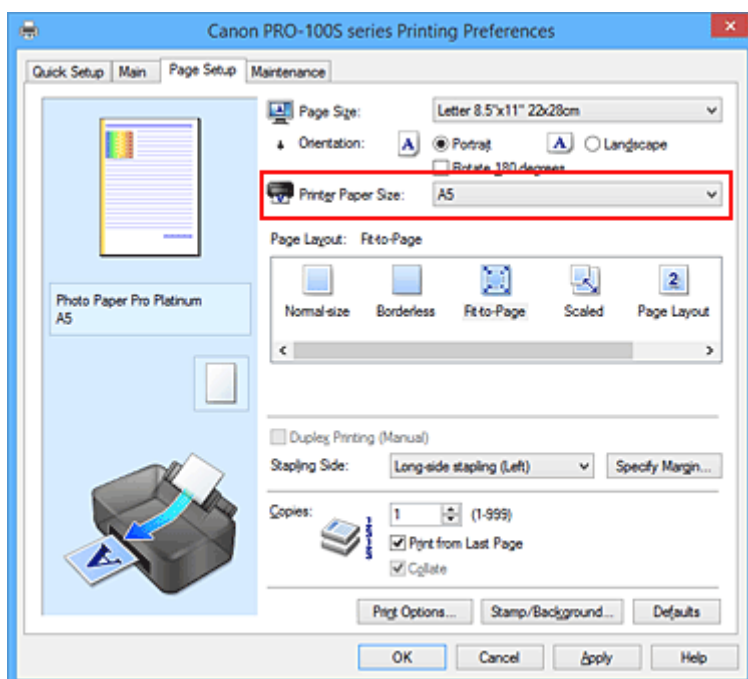 Canon PRO-100S series Printing Preferences
Quick Setup Main Page Setup Maintenance
Page Size: Letter 8.5"x11" 22x28cm
Orientation: A Portrait A Landscape
Rotate 180 degrees
Printer Paper Size: A5
Page Layout: Fit-to-Page
Normal-size Borderless Fit-to-Page Scaled 2 Page Layout
Photo Paper Pro Platinum
A5
Duplex Printing (Manual)
Stapling Side: Long-side stapling (Left) Specify Margin...
Copies: 1 (1-999)
Print from Last Page
Collate
A
Print Options... Stamp/Background... Defaults
OK Cancel Apply Help